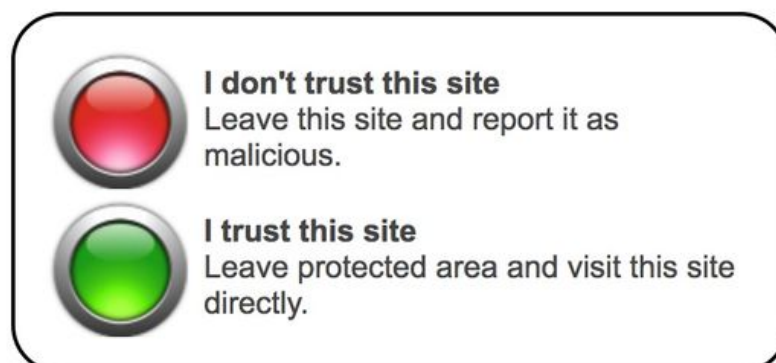 I don't trust this site
Leave this site and report it as
malicious.
I trust this site
Leave protected area and visit this site
directly.